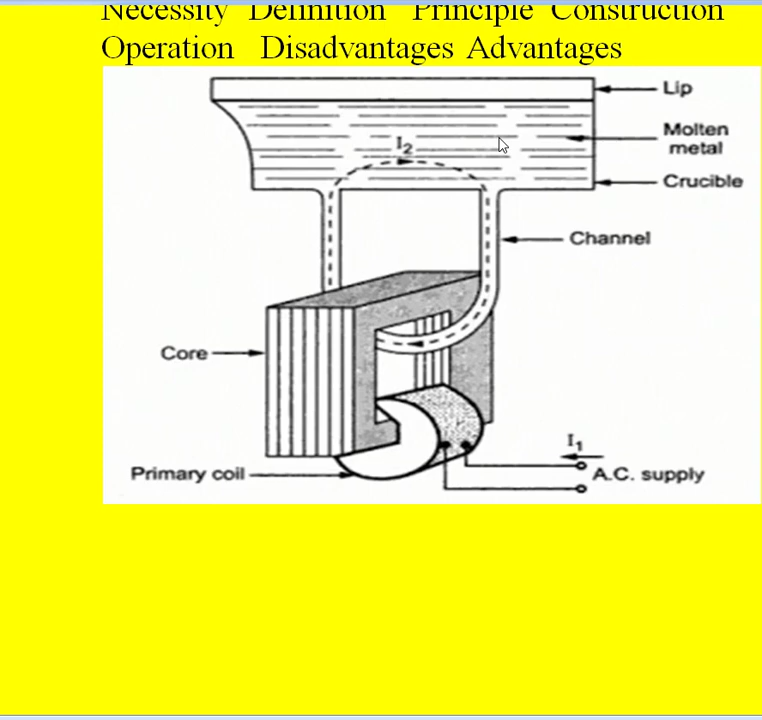 Necessity Definition Principle Construction
Operation Disadvantages Advantages
Lip
Molten
metal
I2
Crucible
Channel
Core
I1
Primary coil
A.C. supply